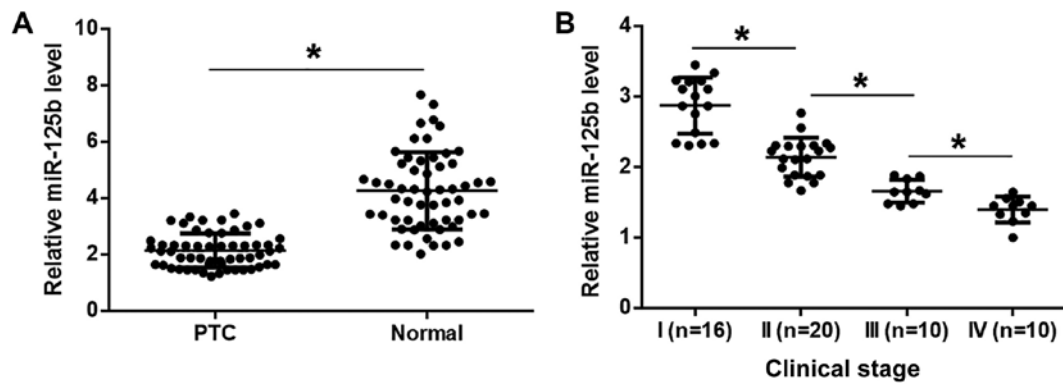 A
Relative miR-125b level
10
8
6
4
2
0
*
PTC
Normal
B
Relative miR-125b level
4
3
2
1
0
*
*
*
I (n=16)
II (n=20)
III (n=10)
IV (n=10)
Clinical stage